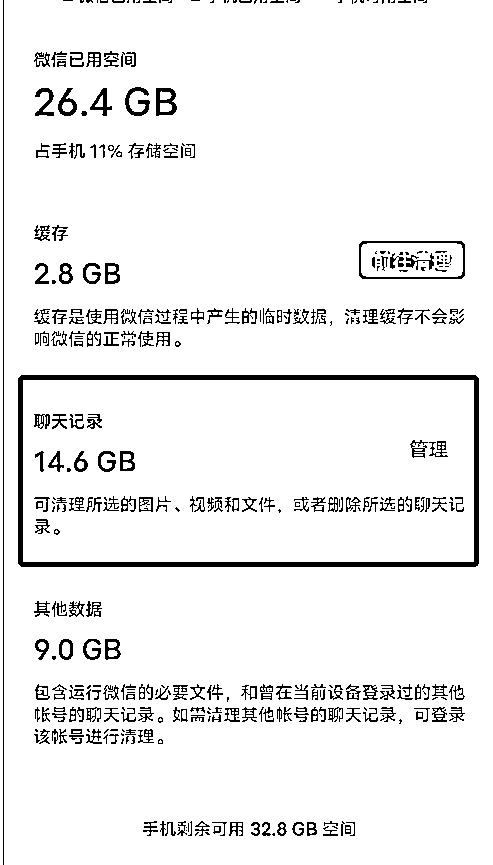 微信已用空间
26.4 GB
占手机 11% 存储空间
缓存
2.8 GB
前往清理
缓存是使用微信过程中产生的临时数据，清理缓存不会影
响微信的正常使用。
聊天记录
14.6 GB
管理
可清理所选的图片、视频和文件，或者删除所选的聊天记
录。
其他数据
9.0 GB
包含运行微信的必要文件，和曾在当前设备登录过的其他
帐号的聊天记录。如需清理其他帐号的聊天记录，可登录
该帐号进行清理。
手机剩余可用 32.8 GB 空间